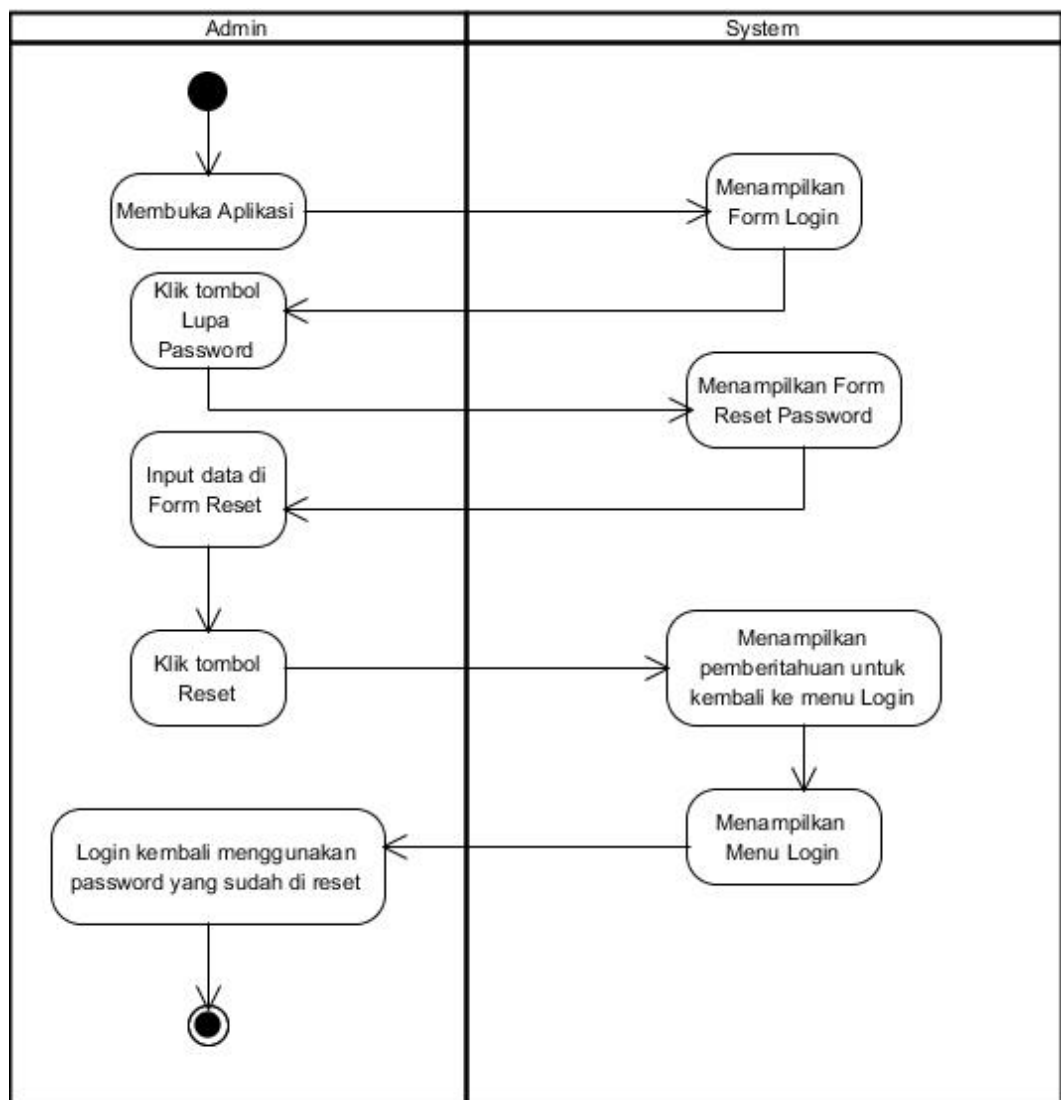 Admin
System
Membuka Aplikasi
Menampilkan
Form Login
Klik tombol
Lupa
Password
Menampilkan Form
Reset Password
Input data di
Form Reset
Klik tombol
Reset
Menampilkan
pemberitahuan untuk
kembali ke menu Login
Menampilkan
Menu Login
Login kembali menggunakan
password yang sudah di reset